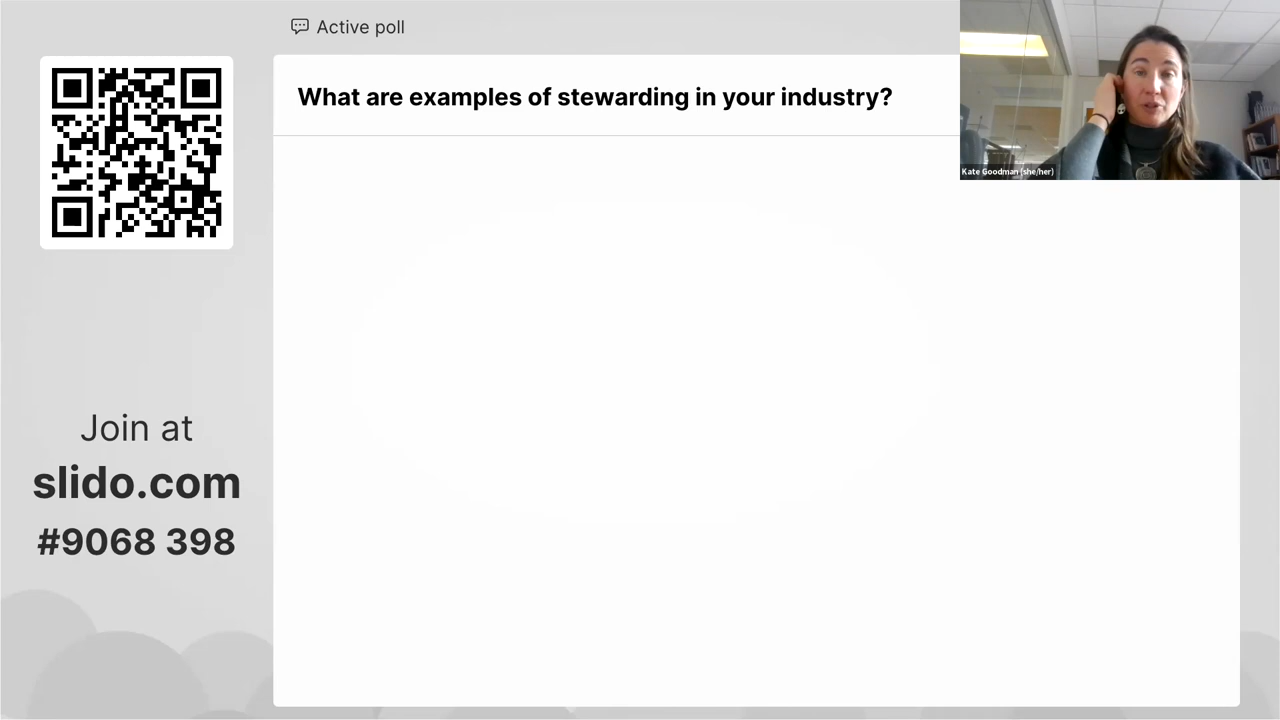 Active poll
What are examples of stewarding in your industry?
Kate Goodman (she/her)
Join at
slido.com
#9068 398